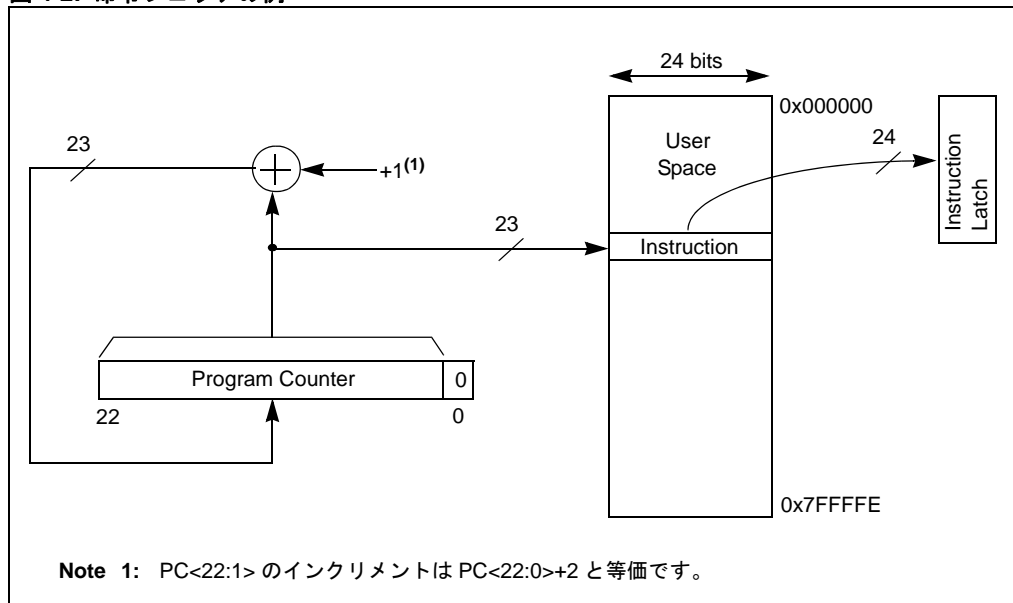 24 bits
0x000000
23
+1(1)
User
Space
24
Instruction
Latch
23
Instruction
Program Counter
0
22
0
0x7FFFFE
Note 1: PC<22:1> のインクリメントは PC<22:0>+2 と等価です。